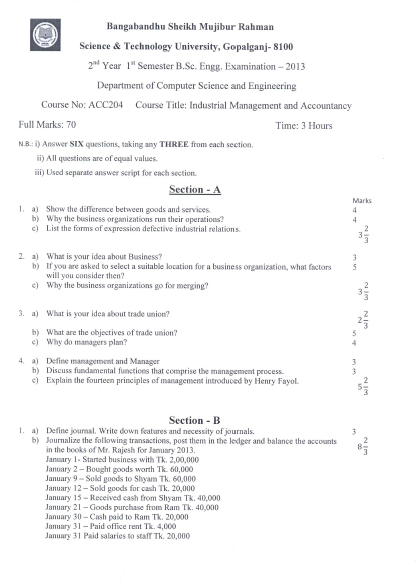 Bangabandhu Sheikh Mujibur Rahman
Science & Technology University, Gopalganj- 8100
2nd Year 1st Semester B.Sc. Engg. Examination – 2013
Department of Computer Science and Engineering
Course No: ACC204 Course Title: Industrial Management and Accountancy
Full Marks: 70 Time: 3 Hours
N.B.: i) Answer SIX questions, taking any THREE from each section.
ii) All questions are of equal values.
iii) Used separate answer script for each section.
Section - A
Marks
1. a) Show the difference between goods and services. 4
b) Why the business organizations run their operations? 4
c) List the forms of expression defective industrial relations. 3 2/3
2. a) What is your idea about Business? 3
b) If you are asked to select a suitable location for a business organization, what factors 5
will you consider then?
c) Why the business organizations go for merging? 3 2/3
3. a) What is your idea about trade union? 2 2/3
b) What are the objectives of trade union? 5
c) Why do managers plan? 4
4. a) Define management and Manager 3
b) Discuss fundamental functions that comprise the management process. 3
c) Explain the fourteen principles of management introduced by Henry Fayol. 5 2/3
Section - B
1. a) Define journal. Write down features and necessity of journals. 3
b) Journalize the following transactions, post them in the ledger and balance the accounts 8 2/3
in the books of Mr. Rajesh for January 2013.
January 1- Started business with Tk. 2,00,000
January 2 – Bought goods worth Tk. 60,000
January 9 – Sold goods to Shyam Tk. 60,000
January 12 – Sold goods for cash Tk. 20,000
January 15 – Received cash from Shyam Tk. 40,000
January 21 – Goods purchase from Ram Tk. 40,000
January 30 – Cash paid to Ram Tk. 20,000
January 31 – Paid office rent Tk. 4,000
January 31 Paid salaries to staff Tk. 20,000